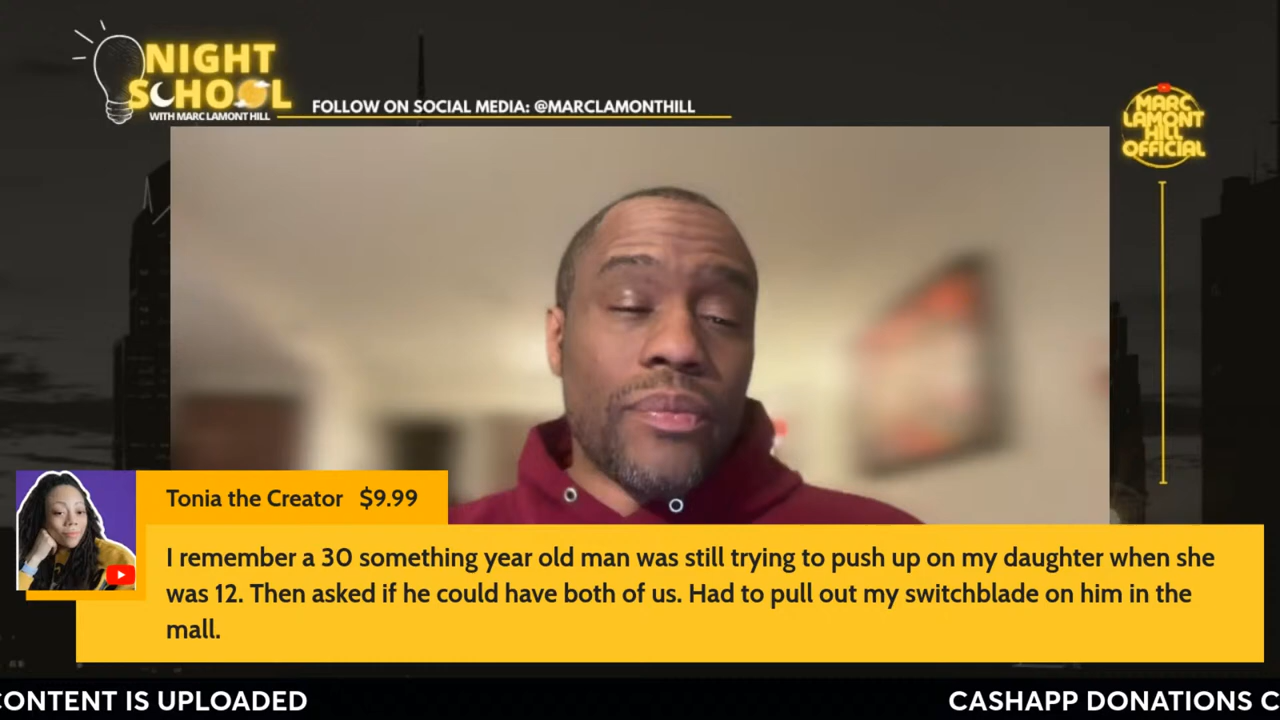 NIGHT
SCHOOL
WITH MARC LAMONT HILL
FOLLOW ON SOCIAL MEDIA: @MARCLAMONTHILL
MARC
LAMONT
HILL
OFFICIAL
Tonia the Creator $9.99
I remember a 30 something year old man was still trying to push up on my daughter when she
was 12. Then asked if he could have both of us. Had to pull out my switchblade on him in the
mall.
CONTENT IS UPLOADED
CASHAPP DONATIONS C